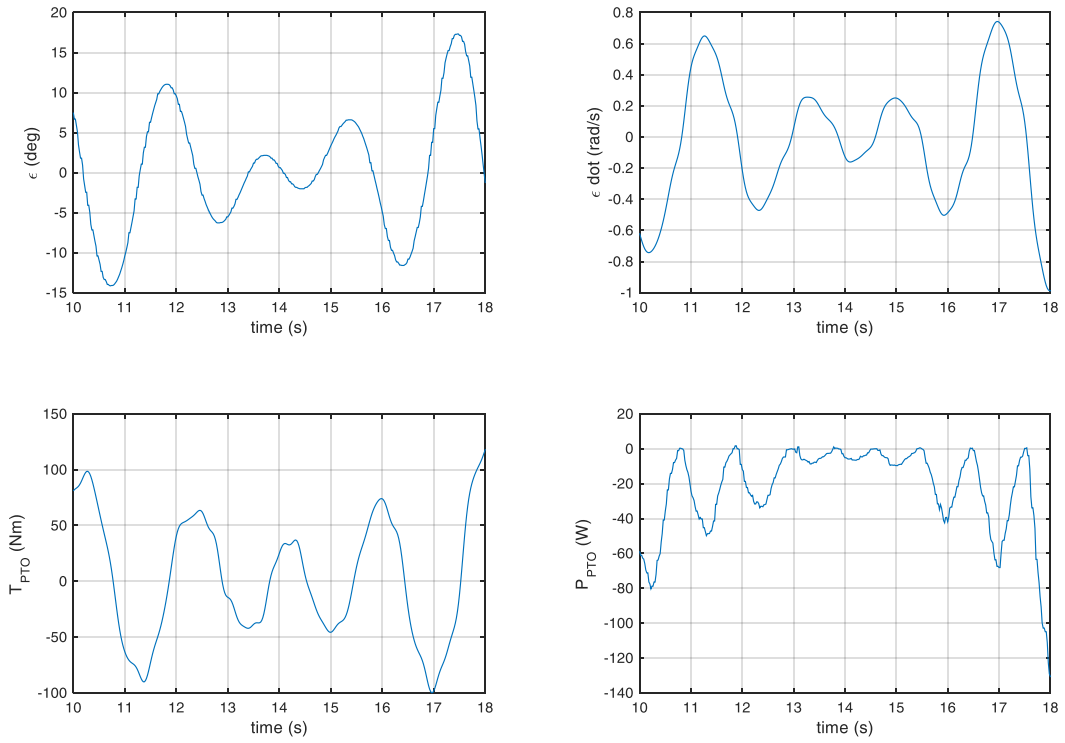 20
15
10
5
0
-5
-10
-15
ϵ (deg)
10 11 12 13 14 15 16 17 18
time (s)
0.8
0.6
0.4
0.2
0
-0.2
-0.4
-0.6
-0.8
-1
ϵ dot (rad/s)
10 11 12 13 14 15 16 17 18
time (s)
150
100
50
0
-50
-100
T_PTO (Nm)
10 11 12 13 14 15 16 17 18
time (s)
20
0
-20
-40
-60
-80
-100
-120
-140
P_PTO (W)
10 11 12 13 14 15 16 17 18
time (s)